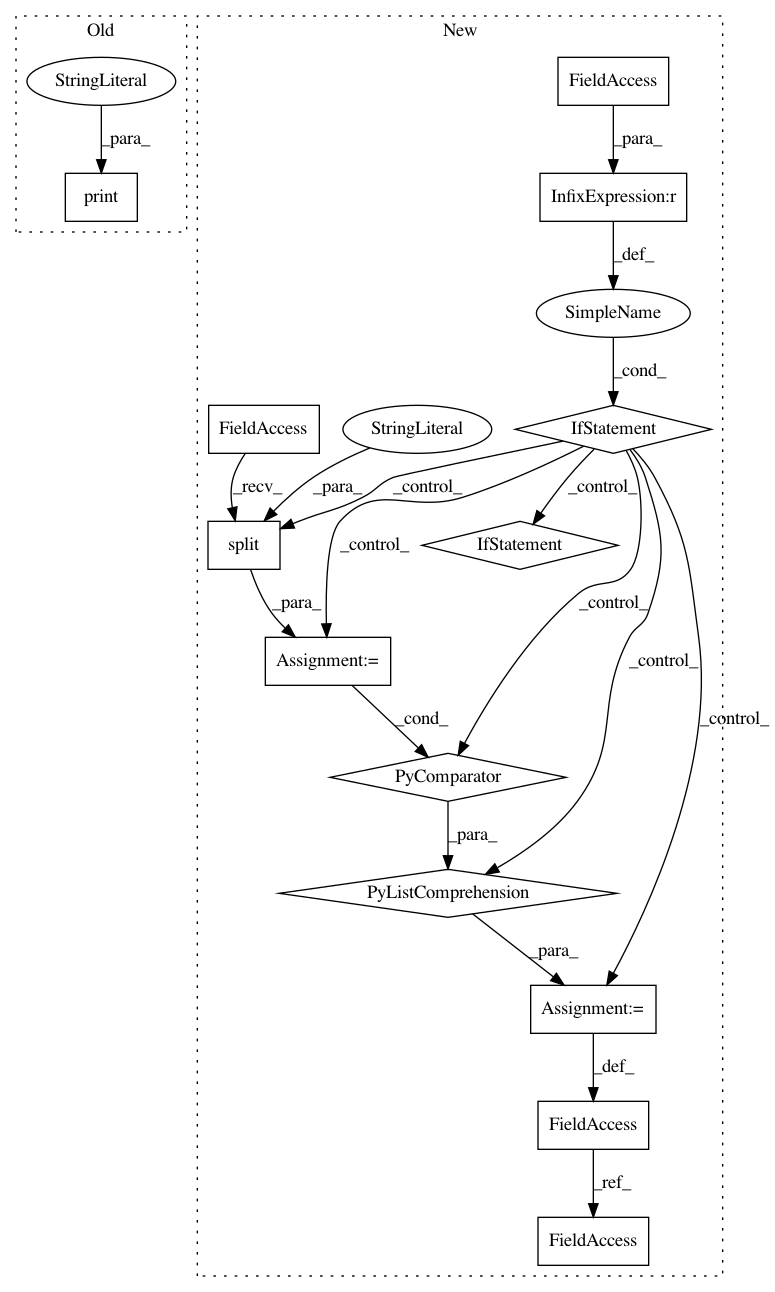 Old
New
StringLiteral
FieldAccess
_para_
_para_
print
InfixExpression:r
_def_
SimpleName
_cond_
FieldAccess
StringLiteral
IfStatement
_recv_
_para_
_control_
_control_
split
IfStatement
_control_
_para_
_control_
Assignment:=
_control_
_control_
_cond_
PyComparator
_para_
PyListComprehension
_para_
Assignment:=
_def_
FieldAccess
_ref_
FieldAccess